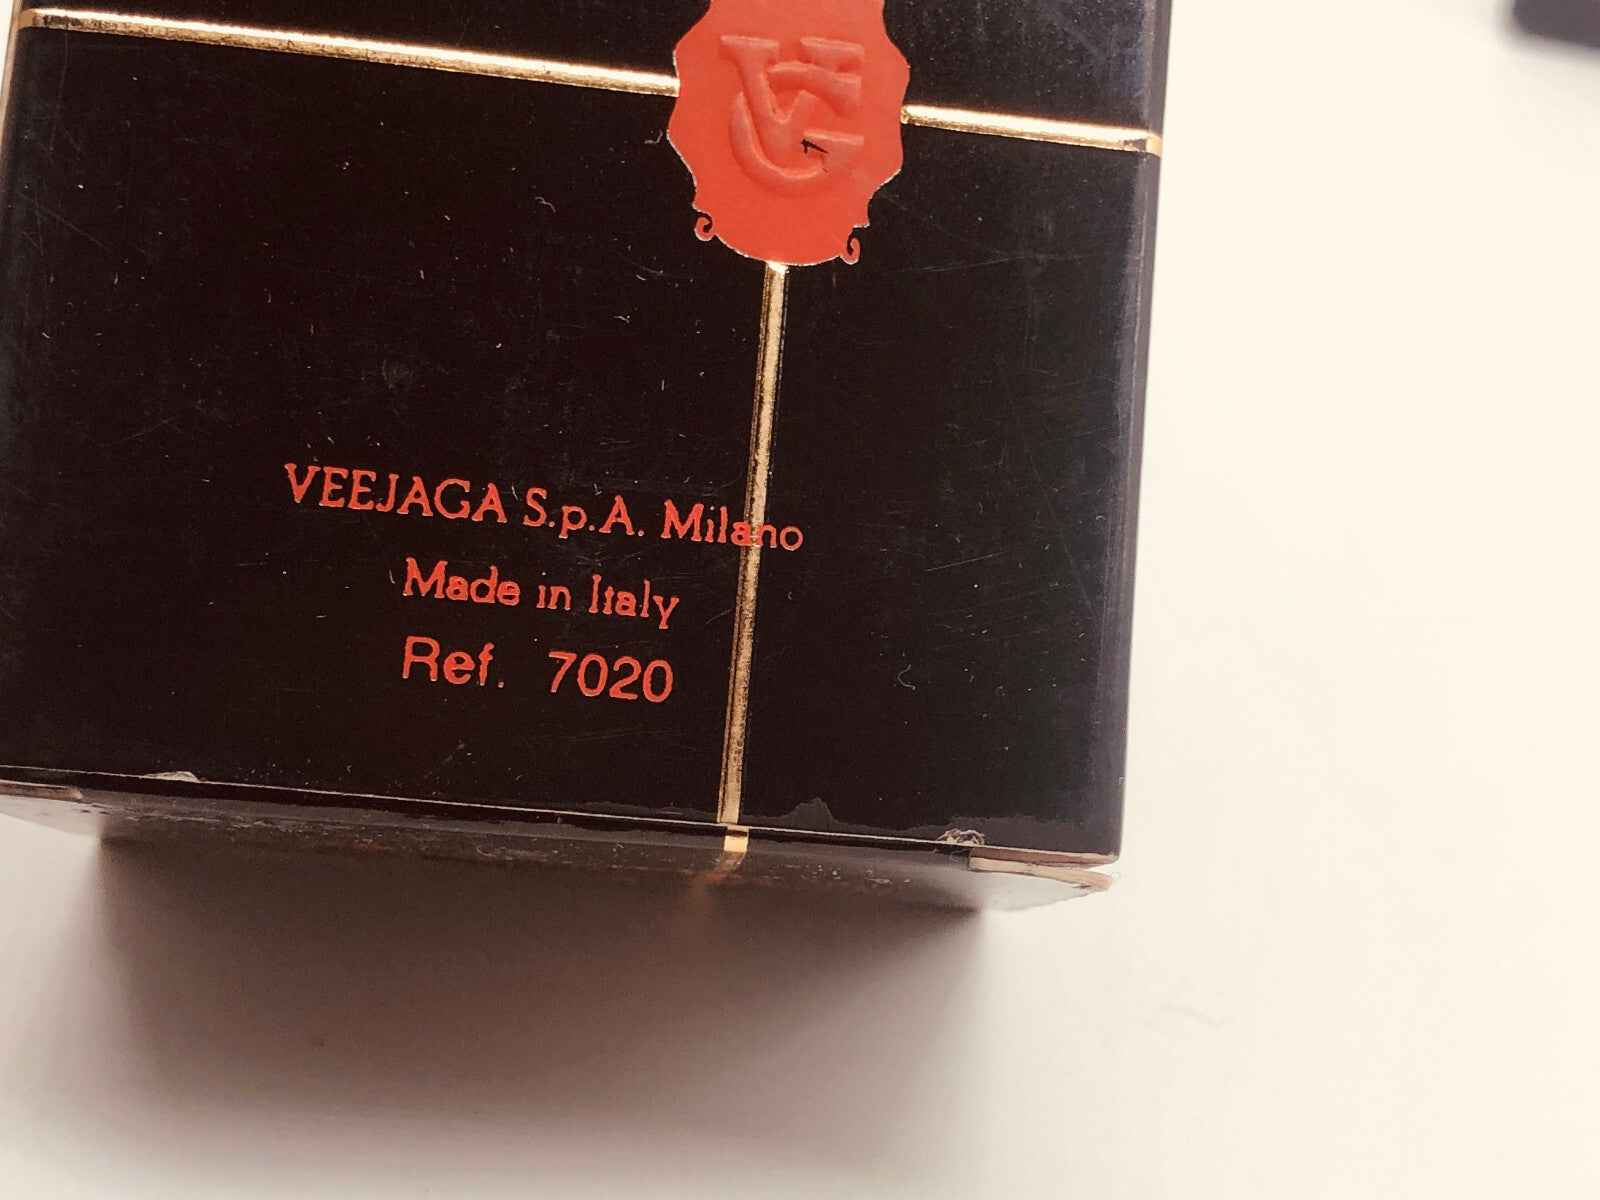 VEEJAGA S.p.A. Milano
Made in Italy
Ref. 7020